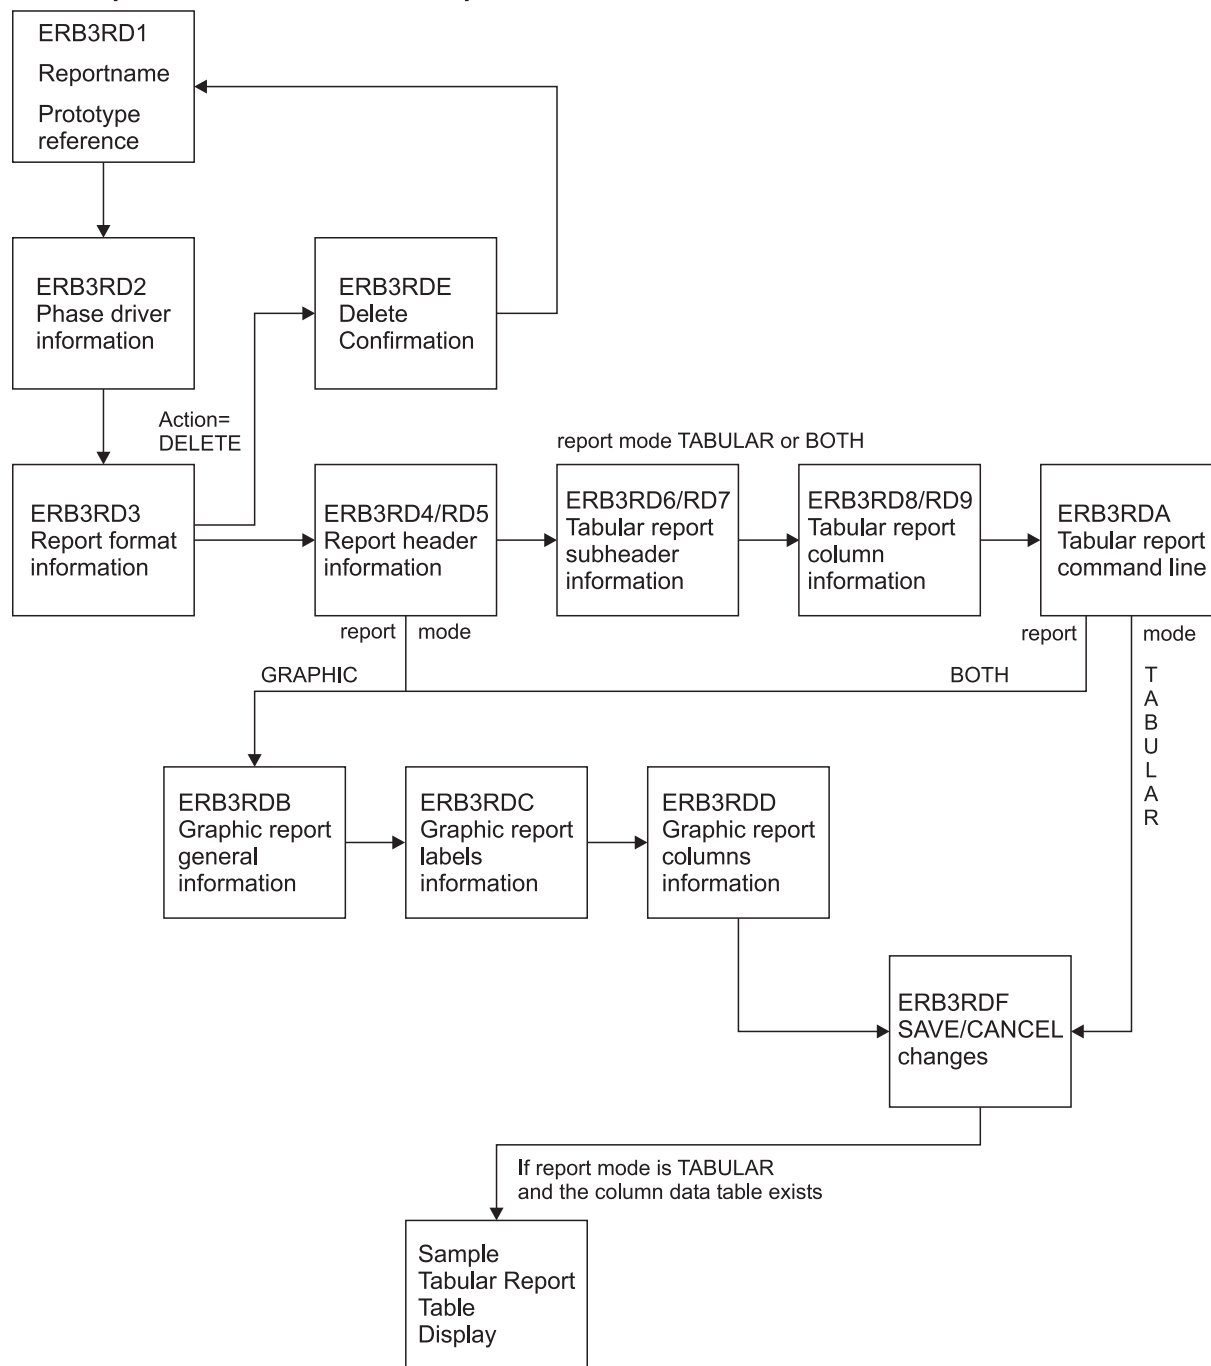 ERB3RD1
Reportname
Prototype
reference
ERB3RD2
Phase driver
information
ERB3RDE
Delete
Confirmation
Action=
DELETE
report mode TABULAR or BOTH
ERB3RD3
Report format
information
ERB3RD4/RD5
Report header
information
ERB3RD6/RD7
Tabular report
subheader
information
ERB3RD8/RD9
Tabular report
column
information
ERB3RDA
Tabular report
command line
report mode
report mode
GRAPHIC
BOTH
T
A
B
U
L
A
R
ERB3RDB
Graphic report
general
information
ERB3RDC
Graphic report
labels
information
ERB3RDD
Graphic report
columns
information
ERB3RDF
SAVE/CANCEL
changes
If report mode is TABULAR
and the column data table exists
Sample
Tabular Report
Table
Display